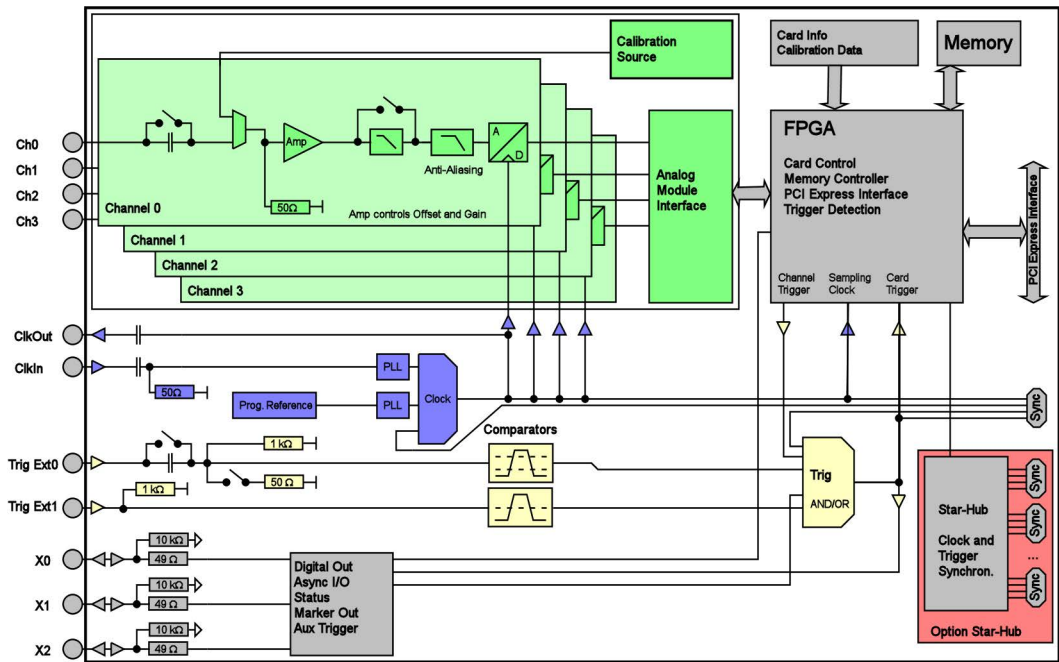 Calibration
Source
Card Info
Calibration Data
Memory
FPGA
Card Control
Memory Controller
PCI Express Interface
Trigger Detection
Channel
Trigger
Sampling
Clock
Card
Trigger
PCI Express Interface
Ch0
Ch1
Ch2
Ch3
Amp
A
D
Anti-Aliasing
50Ω
Amp controls Offset and Gain
Channel 0
Channel 1
Channel 2
Channel 3
Analog
Module
Interface
ClkOut
ClkIn
50Ω
PLL
Prog. Reference
PLL
Clock
Sync
Comparators
Trig Ext0
1 kΩ
50 Ω
Trig Ext1
1 kΩ
Trig
AND/OR
X0
10 kΩ
49 Ω
X1
10 kΩ
49 Ω
X2
10 kΩ
49 Ω
Digital Out
Async I/O
Status
Marker Out
Aux Trigger
Star-Hub
Clock and
Trigger
Synchron.
Sync
Sync
...
Sync
Option Star-Hub